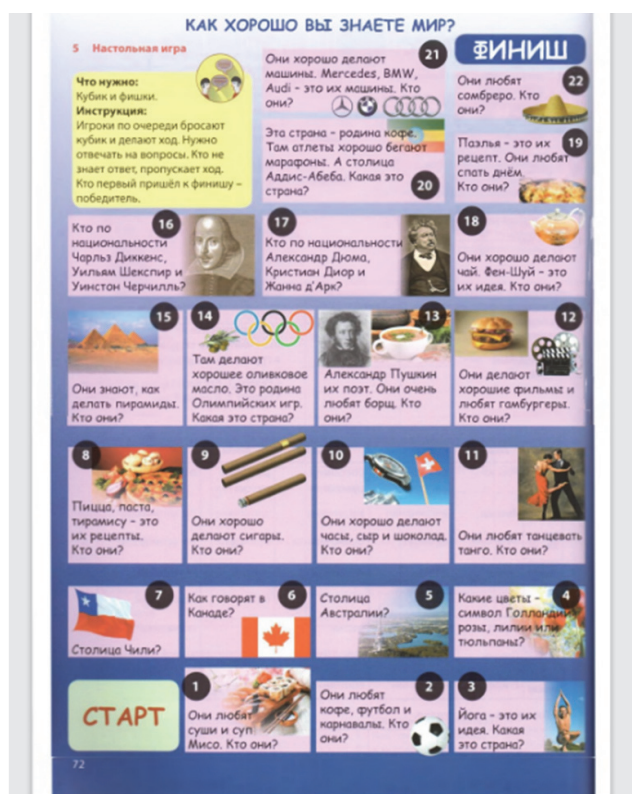 КАК ХОРОШО ВЫ ЗНАЕТЕ МИР?
5 Настольная игра
Что нужно:
Кубик и фишки.
Инструкция:
Игроки по очереди бросают
кубик и делают ход. Нужно
отвечать на вопросы. Кто не
знает ответ, пропускает ход.
Кто первый пришёл к финишу –
победитель.
21
Они хорошо делают
машины. Mercedes, BMW,
Audi – это их машины. Кто
они?
ФИНИШ
22
Они любят
сомбреро. Кто
они?
Эта страна – родина кофе.
Там атлеты хорошо бегают
марафоны. А столица
Аддис-Абеба. Какая это
страна?
20
19
Паэлья – это их
рецепт. Они любят
спать днём.
Кто они?
16
Кто по
национальности
Чарльз Диккенс,
Уильям Шекспир и
Уинстон Черчилль?
17
Кто по национальности
Александр Дюма,
Кристиан Диор и
Жанна д'Арк?
18
Они хорошо делают
чай. Фен-Шуй – это
их идея. Кто они?
15
Они знают, как
делать пирамиды.
Кто они?
14
Там делают
хорошее оливковое
масло. Это родина
Олимпийских игр.
Какая это страна?
13
Александр Пушкин
их поэт. Они очень
любят борщ. Кто
они?
12
Они делают
хорошие фильмы и
любят гамбургеры.
Кто они?
8
Пицца, паста,
тирамису – это
их рецепты.
Кто они?
9
Они хорошо
делают сигары.
Кто они?
10
Они хорошо делают
часы, сыр и шоколад.
Кто они?
11
Они любят танцевать
танго. Кто они?
7
Столица Чили?
6
Как говорят в
Канаде?
5
Столица
Австралии?
4
Какие цветы –
символ Голландии:
розы, лилии или
тюльпаны?
СТАРТ
1
Они любят
суши и суп
Мисо. Кто они?
2
Они любят
кофе, футбол и
карнавалы. Кто
они?
3
Йога – это их
идея. Какая
это страна?
72